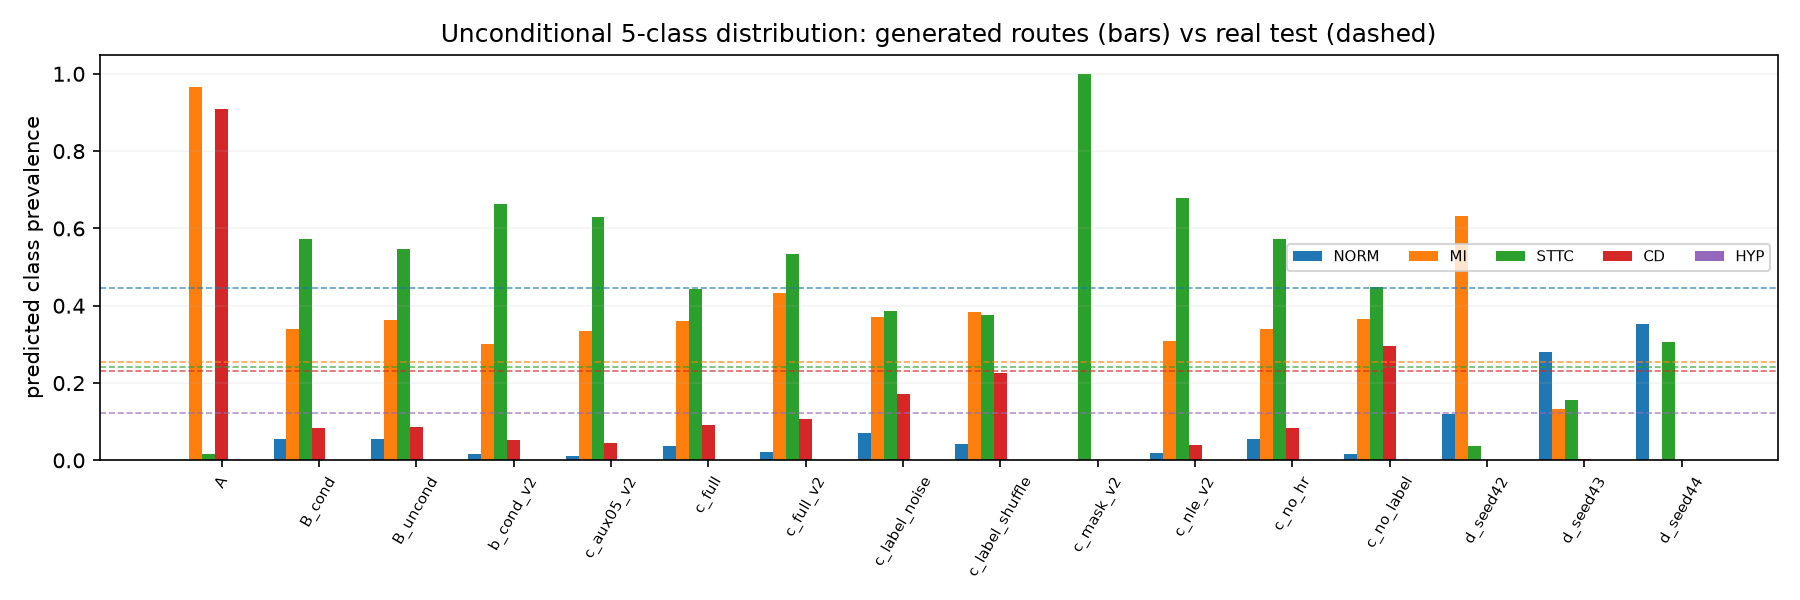 Unconditional 5-class distribution: generated routes (bars) vs real test (dashed)
predicted class prevalence
1.0
0.8
0.6
0.4
0.2
0.0
NORM MI STTC CD HYP
A B_cond B_uncond b_cond_v2 c_aux05_v2 c_full c_full_v2 c_label_noise c_label_shuffle c_mask_v2 c_nle_v2 c_no_hr c_no_label d_seed42 d_seed43 d_seed44